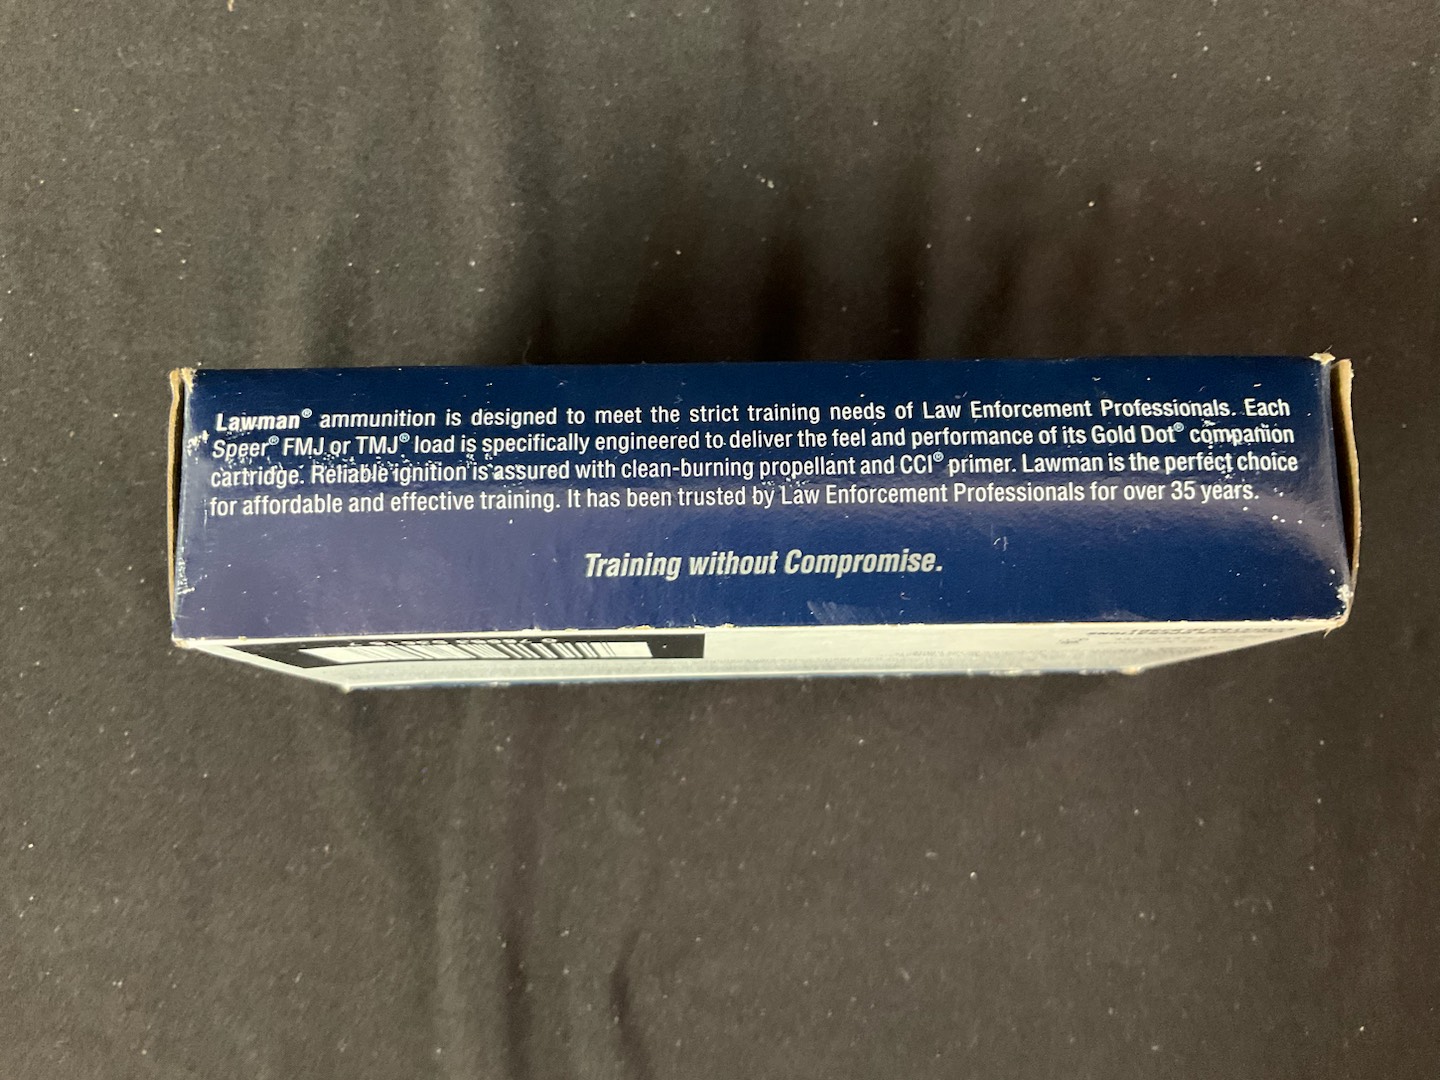 Lawman® ammunition is designed to meet the strict training needs of Law Enforcement Professionals. Each
Speer® FMJ or TMJ® load is specifically engineered to deliver the feel and performance of its Gold Dot® companion
cartridge. Reliable ignition is assured with clean-burning propellant and CCI® primer. Lawman is the perfect choice
for affordable and effective training. It has been trusted by Law Enforcement Professionals for over 35 years.
Training without Compromise.